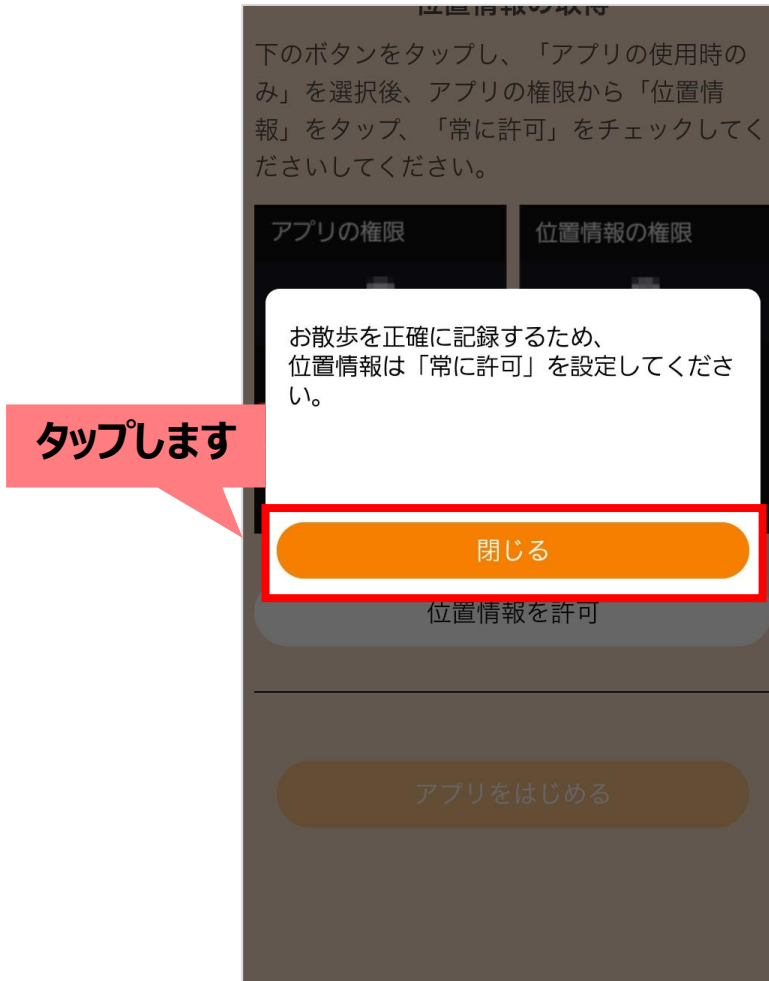 位置情報の取得
下のボタンをタップし、「アプリの使用時の
み」を選択後、アプリの権限から「位置情
報」をタップ、「常に許可」をチェックしてく
ださいしてください。
アプリの権限
位置情報の権限
お散歩を正確に記録するため、
位置情報は「常に許可」を設定してくださ
い。
タップします
閉じる
位置情報を許可
アプリをはじめる